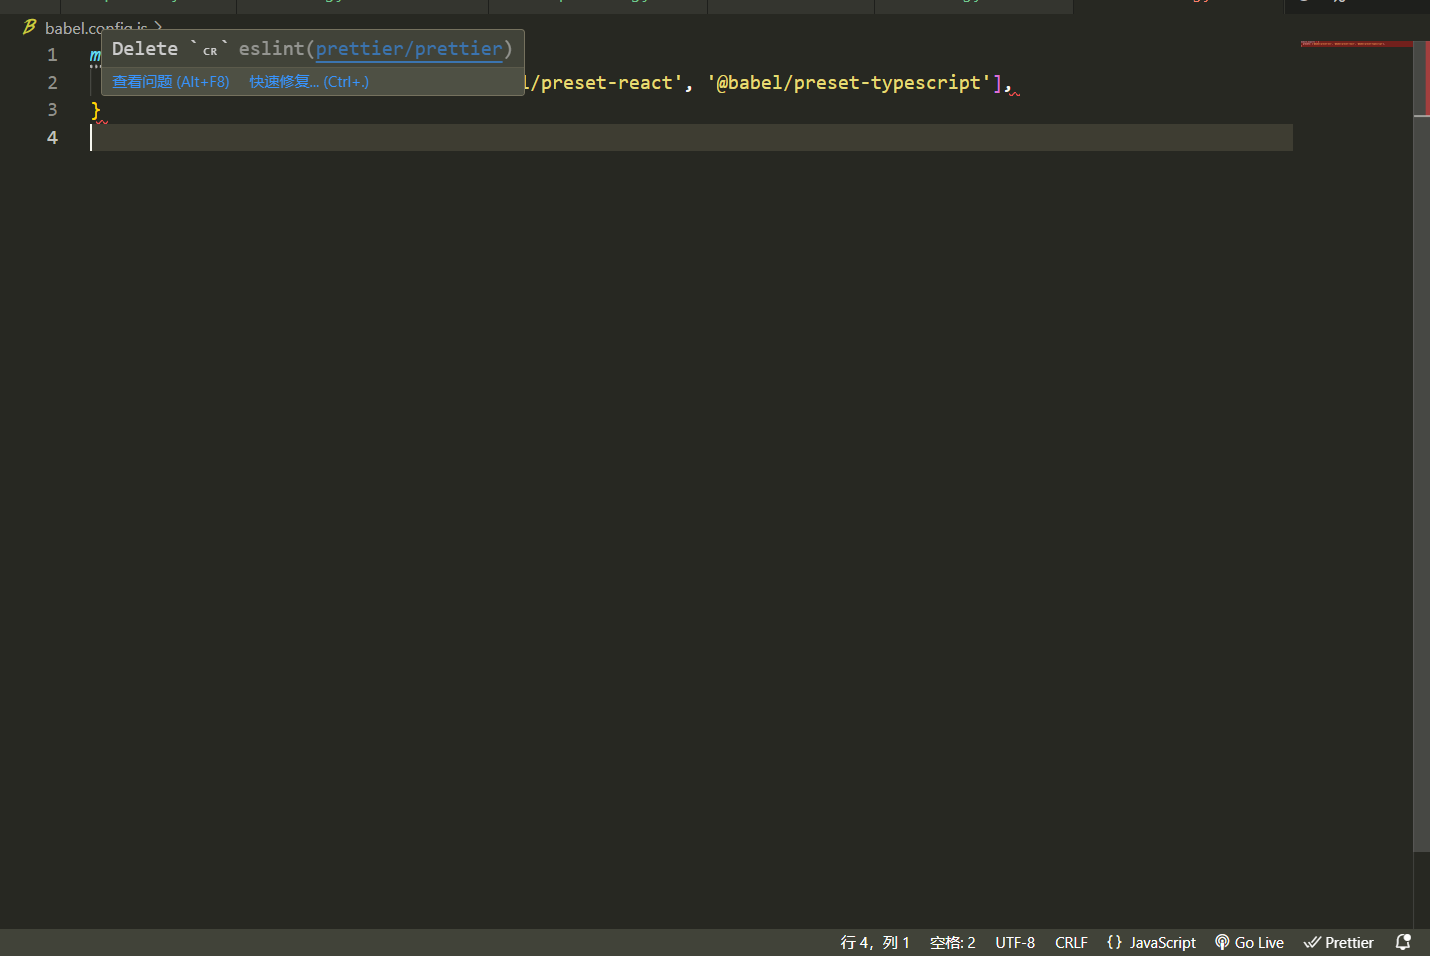 babel.config.js
Delete `CR` eslint(prettier/prettier)
查看问题 (Alt+F8) 快速修复... (Ctrl+.)
1 m
2 l/preset-react', '@babel/preset-typescript'],
3 }
4
行 4，列 1 空格: 2 UTF-8 CRLF {} JavaScript Go Live Prettier